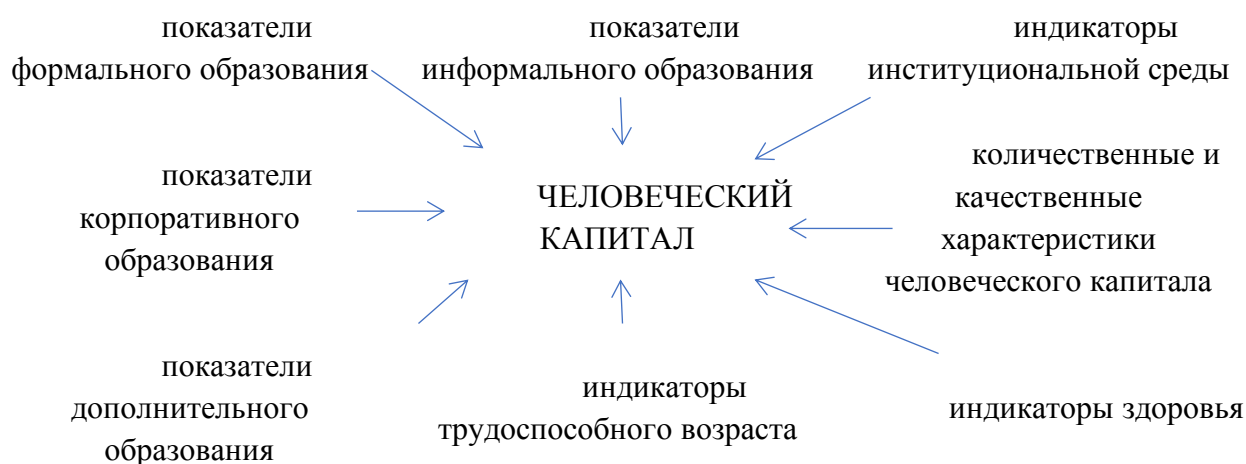 показатели
формального образования
показатели
информального образования
индикаторы
институциональной среды
показатели
корпоративного
образования
ЧЕЛОВЕЧЕСКИЙ
КАПИТАЛ
количественные и
качественные
характеристики
человеческого капитала
показатели
дополнительного
образования
индикаторы
трудоспособного возраста
индикаторы здоровья